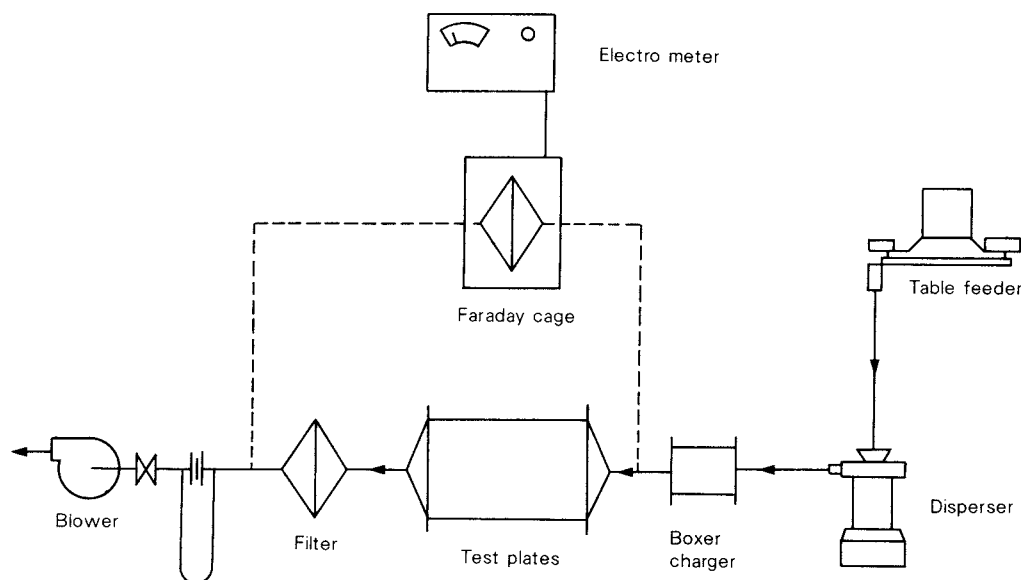 Electro meter
Faraday cage
Table feeder
Blower
Filter
Test plates
Boxer
charger
Disperser